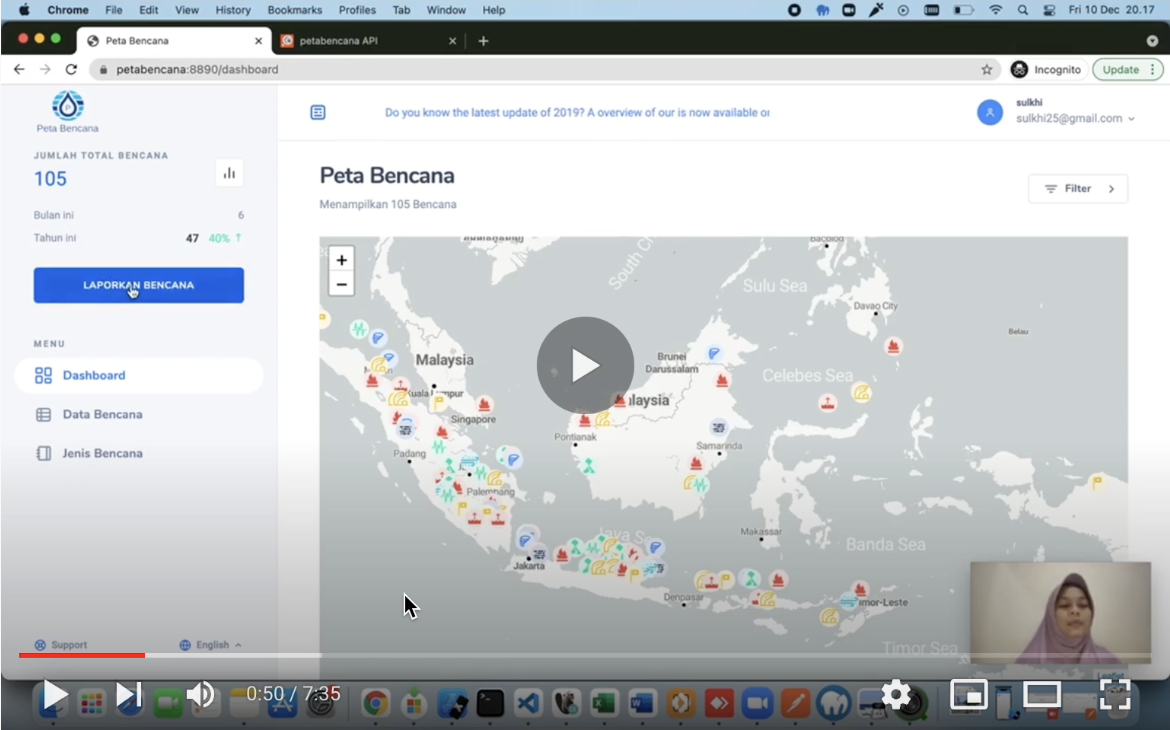 Chrome File Edit View History Bookmarks Profiles Tab Window Help Fri 10 Dec 20.17
Peta Bencana petabencana API
petabencana:8890/dashboard Incognito Update
Peta Bencana
Do you know the latest update of 2019? A overview of our is now available
sulkhi
sulkhi25@gmail.com
JUMLAH TOTAL BENCANA
105
Bulan ini 6
Tahun ini 47 40% ↑
LAPORKAN BENCANA
MENU
Dashboard
Data Bencana
Jenis Bencana
Support English
Peta Bencana
Menampilkan 105 Bencana
Filter
+
−
South C
Bacolod
Sulu Sea
Davao City
Belau
Malaysia
Brunei
Darussalam
Celebes Sea
Kuala
Singapore
Pontianak
Samarinda
Padang
Palembang
Java
Makassar
Banda Sea
Jakarta
Denpasar
imor-Leste
Timor Sea
0:50 / 7:35